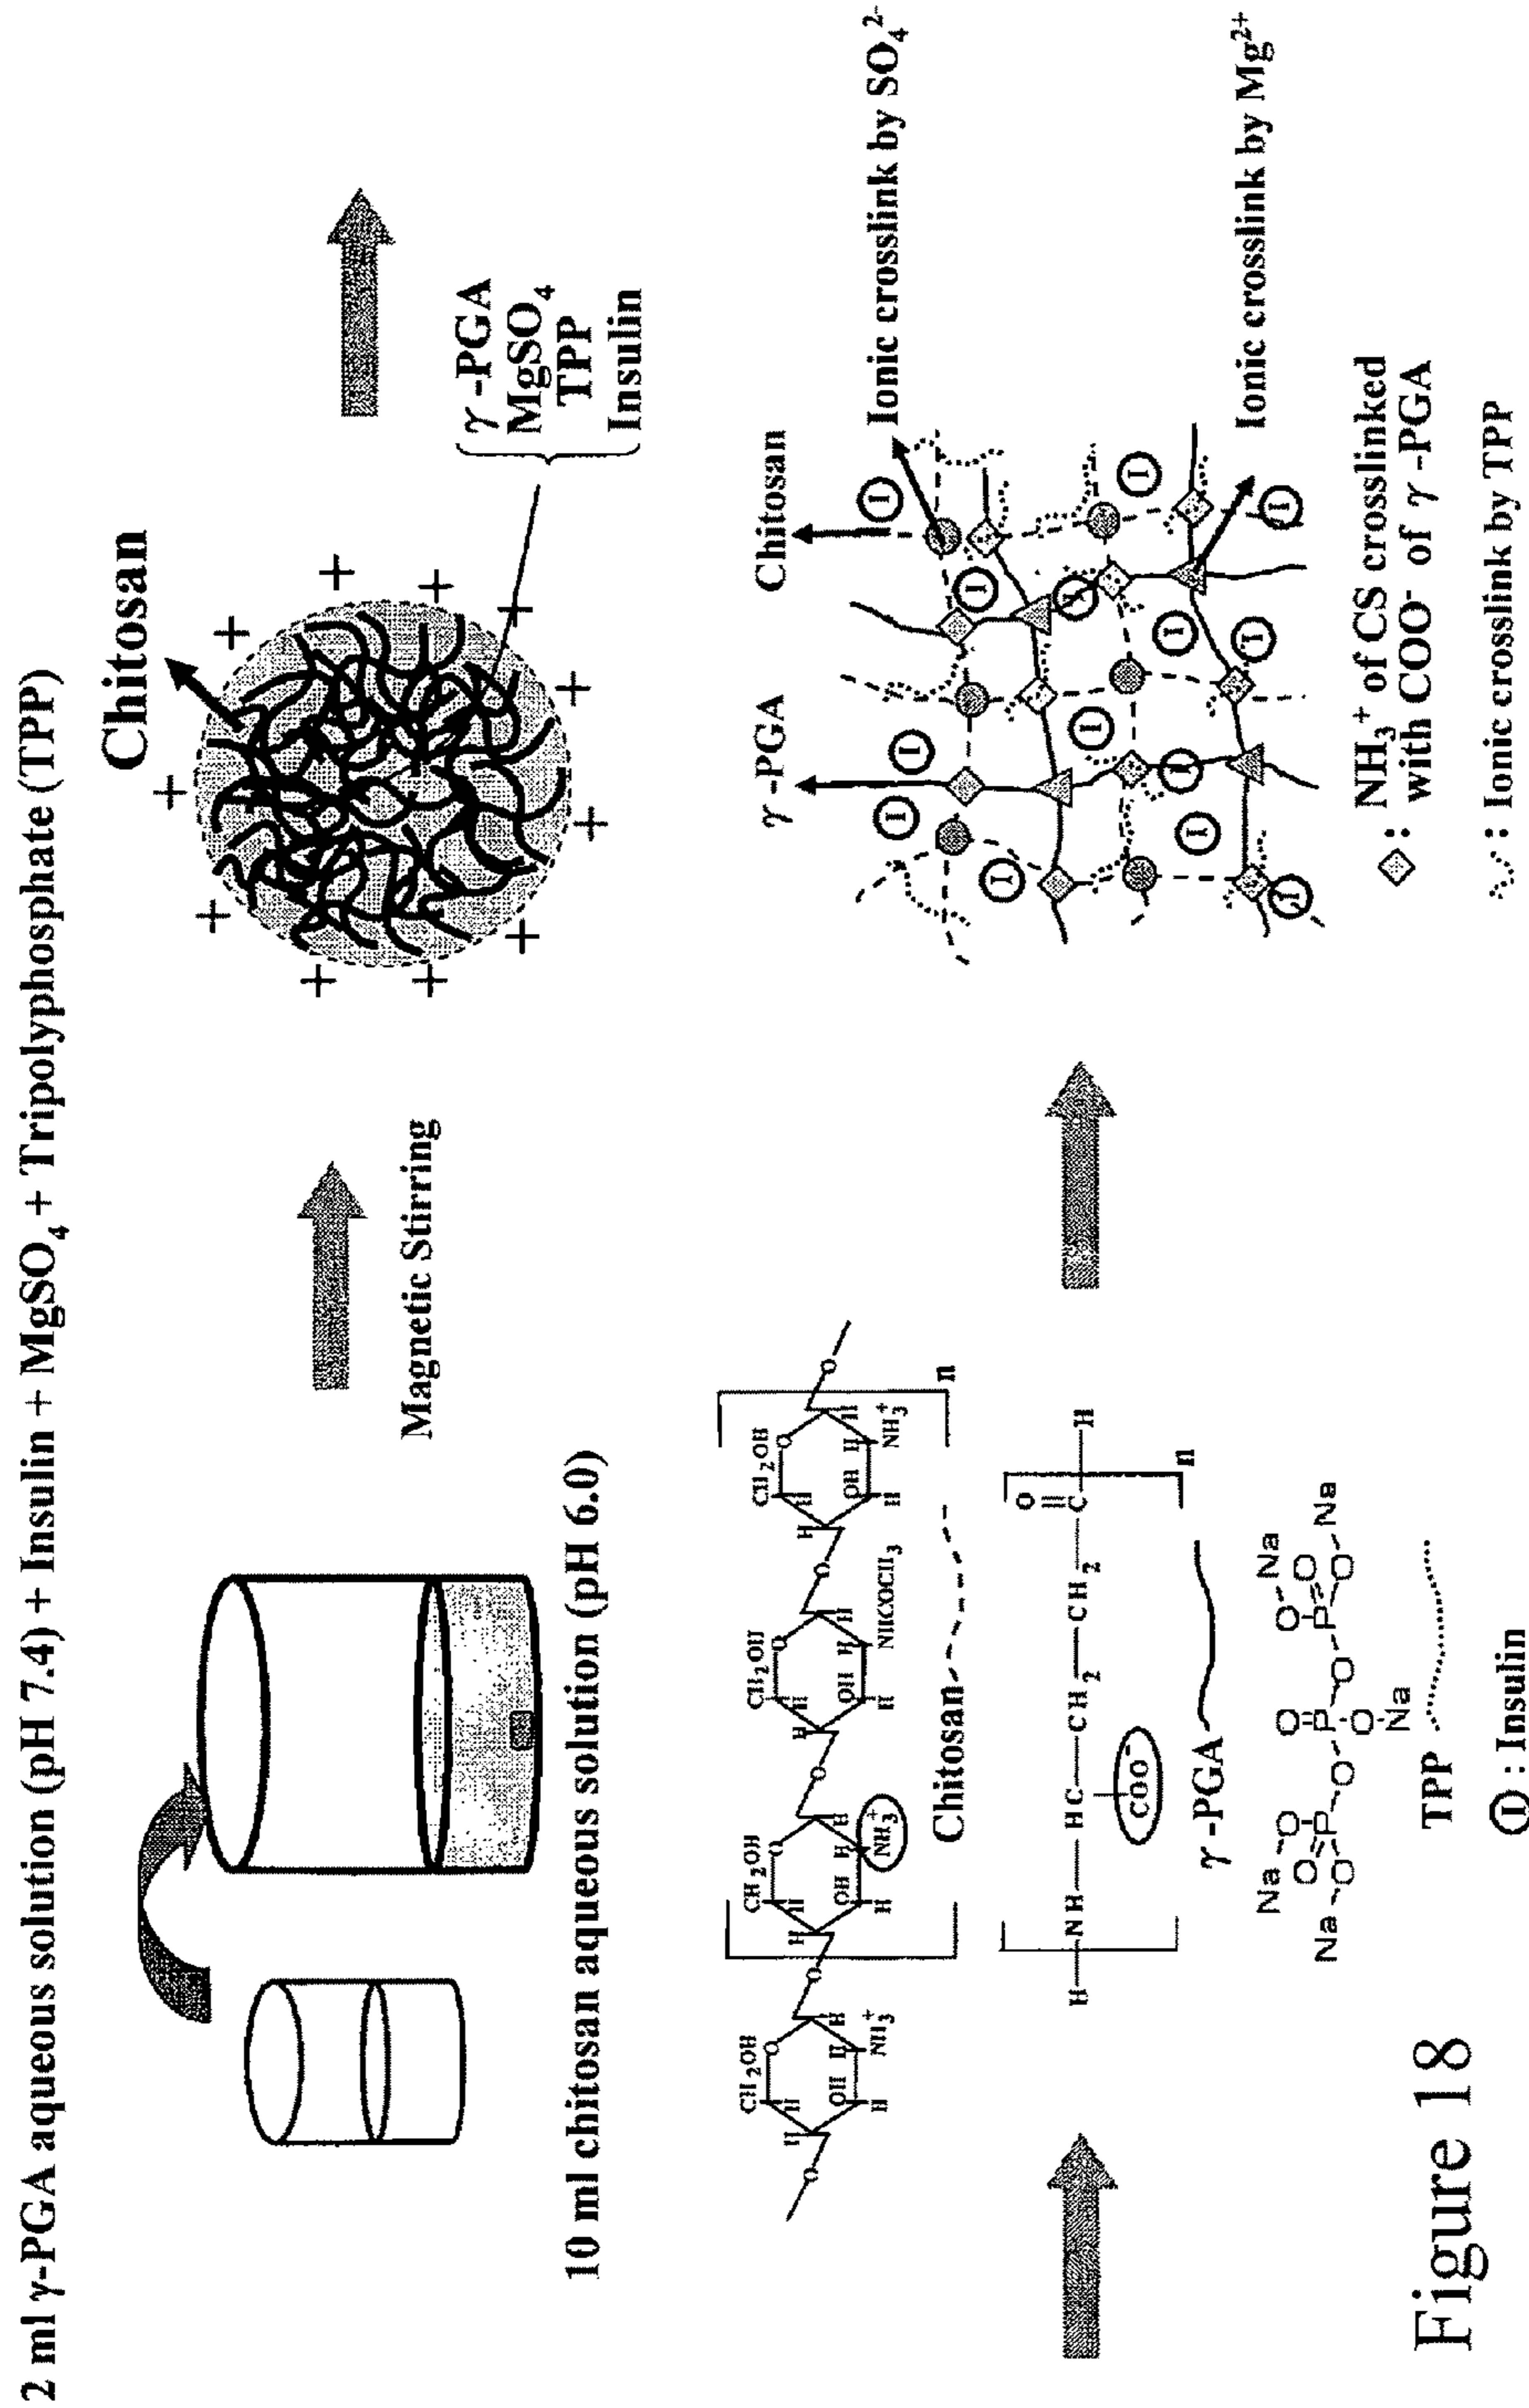 2 ml γ-PGA aqueous solution (pH 7.4) + Insulin + MgSO4 + Tripolyphosphate (TPP)
Magnetic Stirring
10 ml chitosan aqueous solution (pH 6.0)
Chitosan
γ-PGA
MgSO4
TPP
Insulin
CH2OH
CH2OH
CH2OH
CH2OH
NH3+
NH3+
NHCOCH3
NH3+
n
Chitosan
H—NH—HC—CH2—CH2—C—H
O
COO-
n
γ-PGA
Na
Na
Na
Na
Na
TPP
I : Insulin
γ-PGA
Chitosan
Ionic crosslink by SO4 2-
Ionic crosslink by Mg2+
: NH3+ of CS crosslinked
with COO- of γ-PGA
: Ionic crosslink by TPP
Figure 18